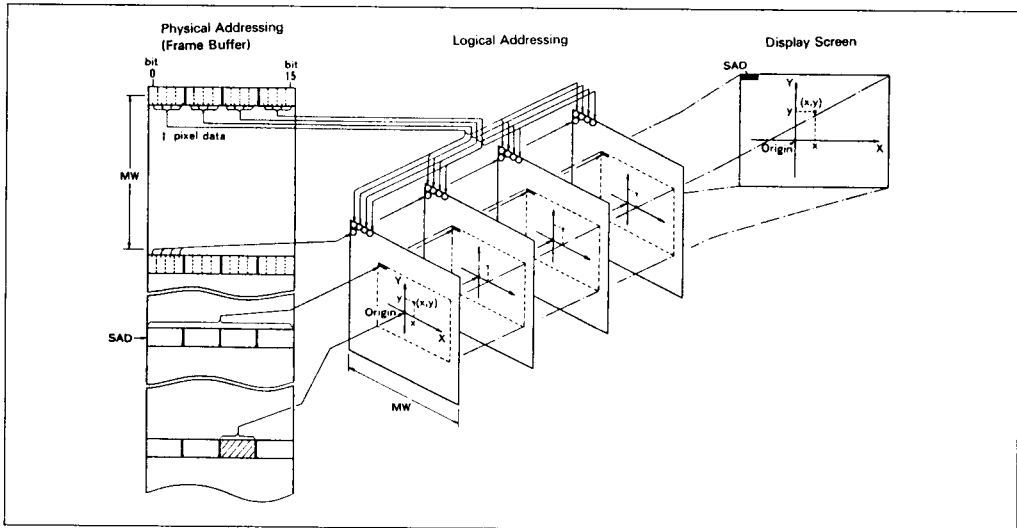 Physical Addressing
(Frame Buffer)
Logical Addressing
Display Screen
bit
0
bit
15
1 pixel data
MW
SAD
Y
y
(x,y)
Origin
x
X
MW
SAD
Y
y
(x,y)
Origin
x
X